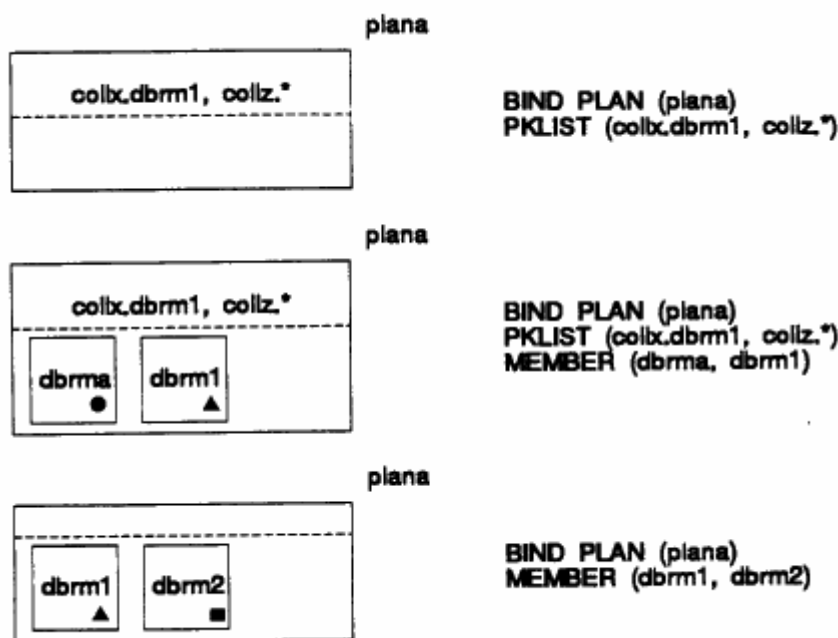 plana
collx.dbrm1, collz.*
BIND PLAN (plana)
PKLIST (collx.dbrm1, collz.*)
plana
collx.dbrm1, collz.*
dbrma dbrm1
BIND PLAN (plana)
PKLIST (collx.dbrm1, collz.*)
MEMBER (dbrma, dbrm1)
plana
dbrm1 dbrm2
BIND PLAN (plana)
MEMBER (dbrm1, dbrm2)